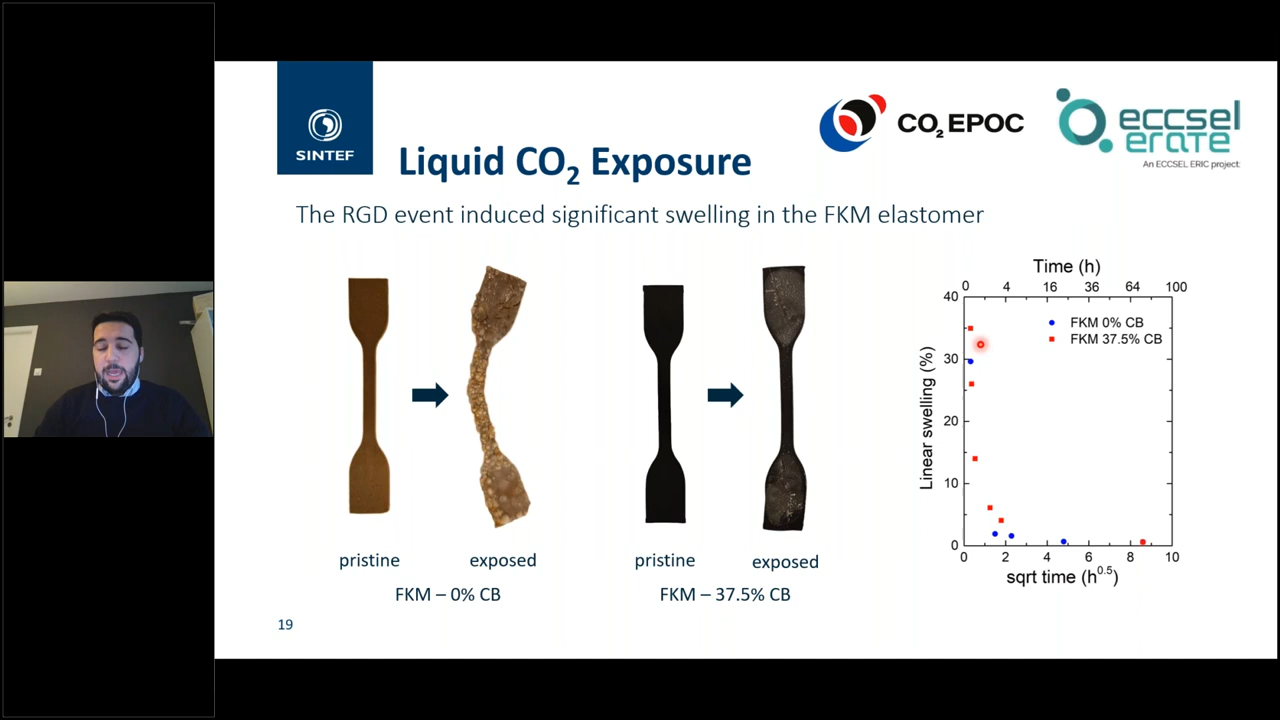 SINTEF
CO2 EPOC
eccsel
erate
An ECCSEL ERIC project
Liquid CO2 Exposure
The RGD event induced significant swelling in the FKM elastomer
pristine
exposed
FKM – 0% CB
pristine
exposed
FKM – 37.5% CB
Time (h)
0 4 16 36 64 100
40
30
20
10
0
Linear swelling (%)
FKM 0% CB
FKM 37.5% CB
0 2 4 6 8 10
sqrt time (h^0.5)
19